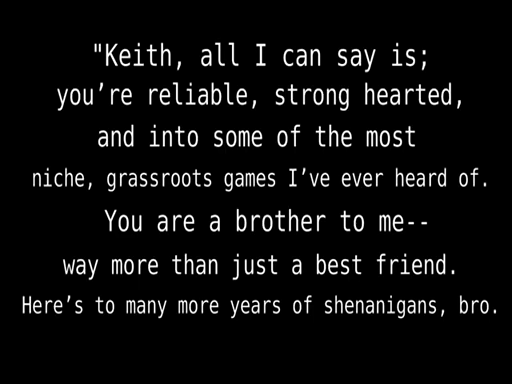 "Keith, all I can say is;
you’re reliable, strong hearted,
and into some of the most
niche, grassroots games I’ve ever heard of.
You are a brother to me--
way more than just a best friend.
Here’s to many more years of shenanigans, bro.